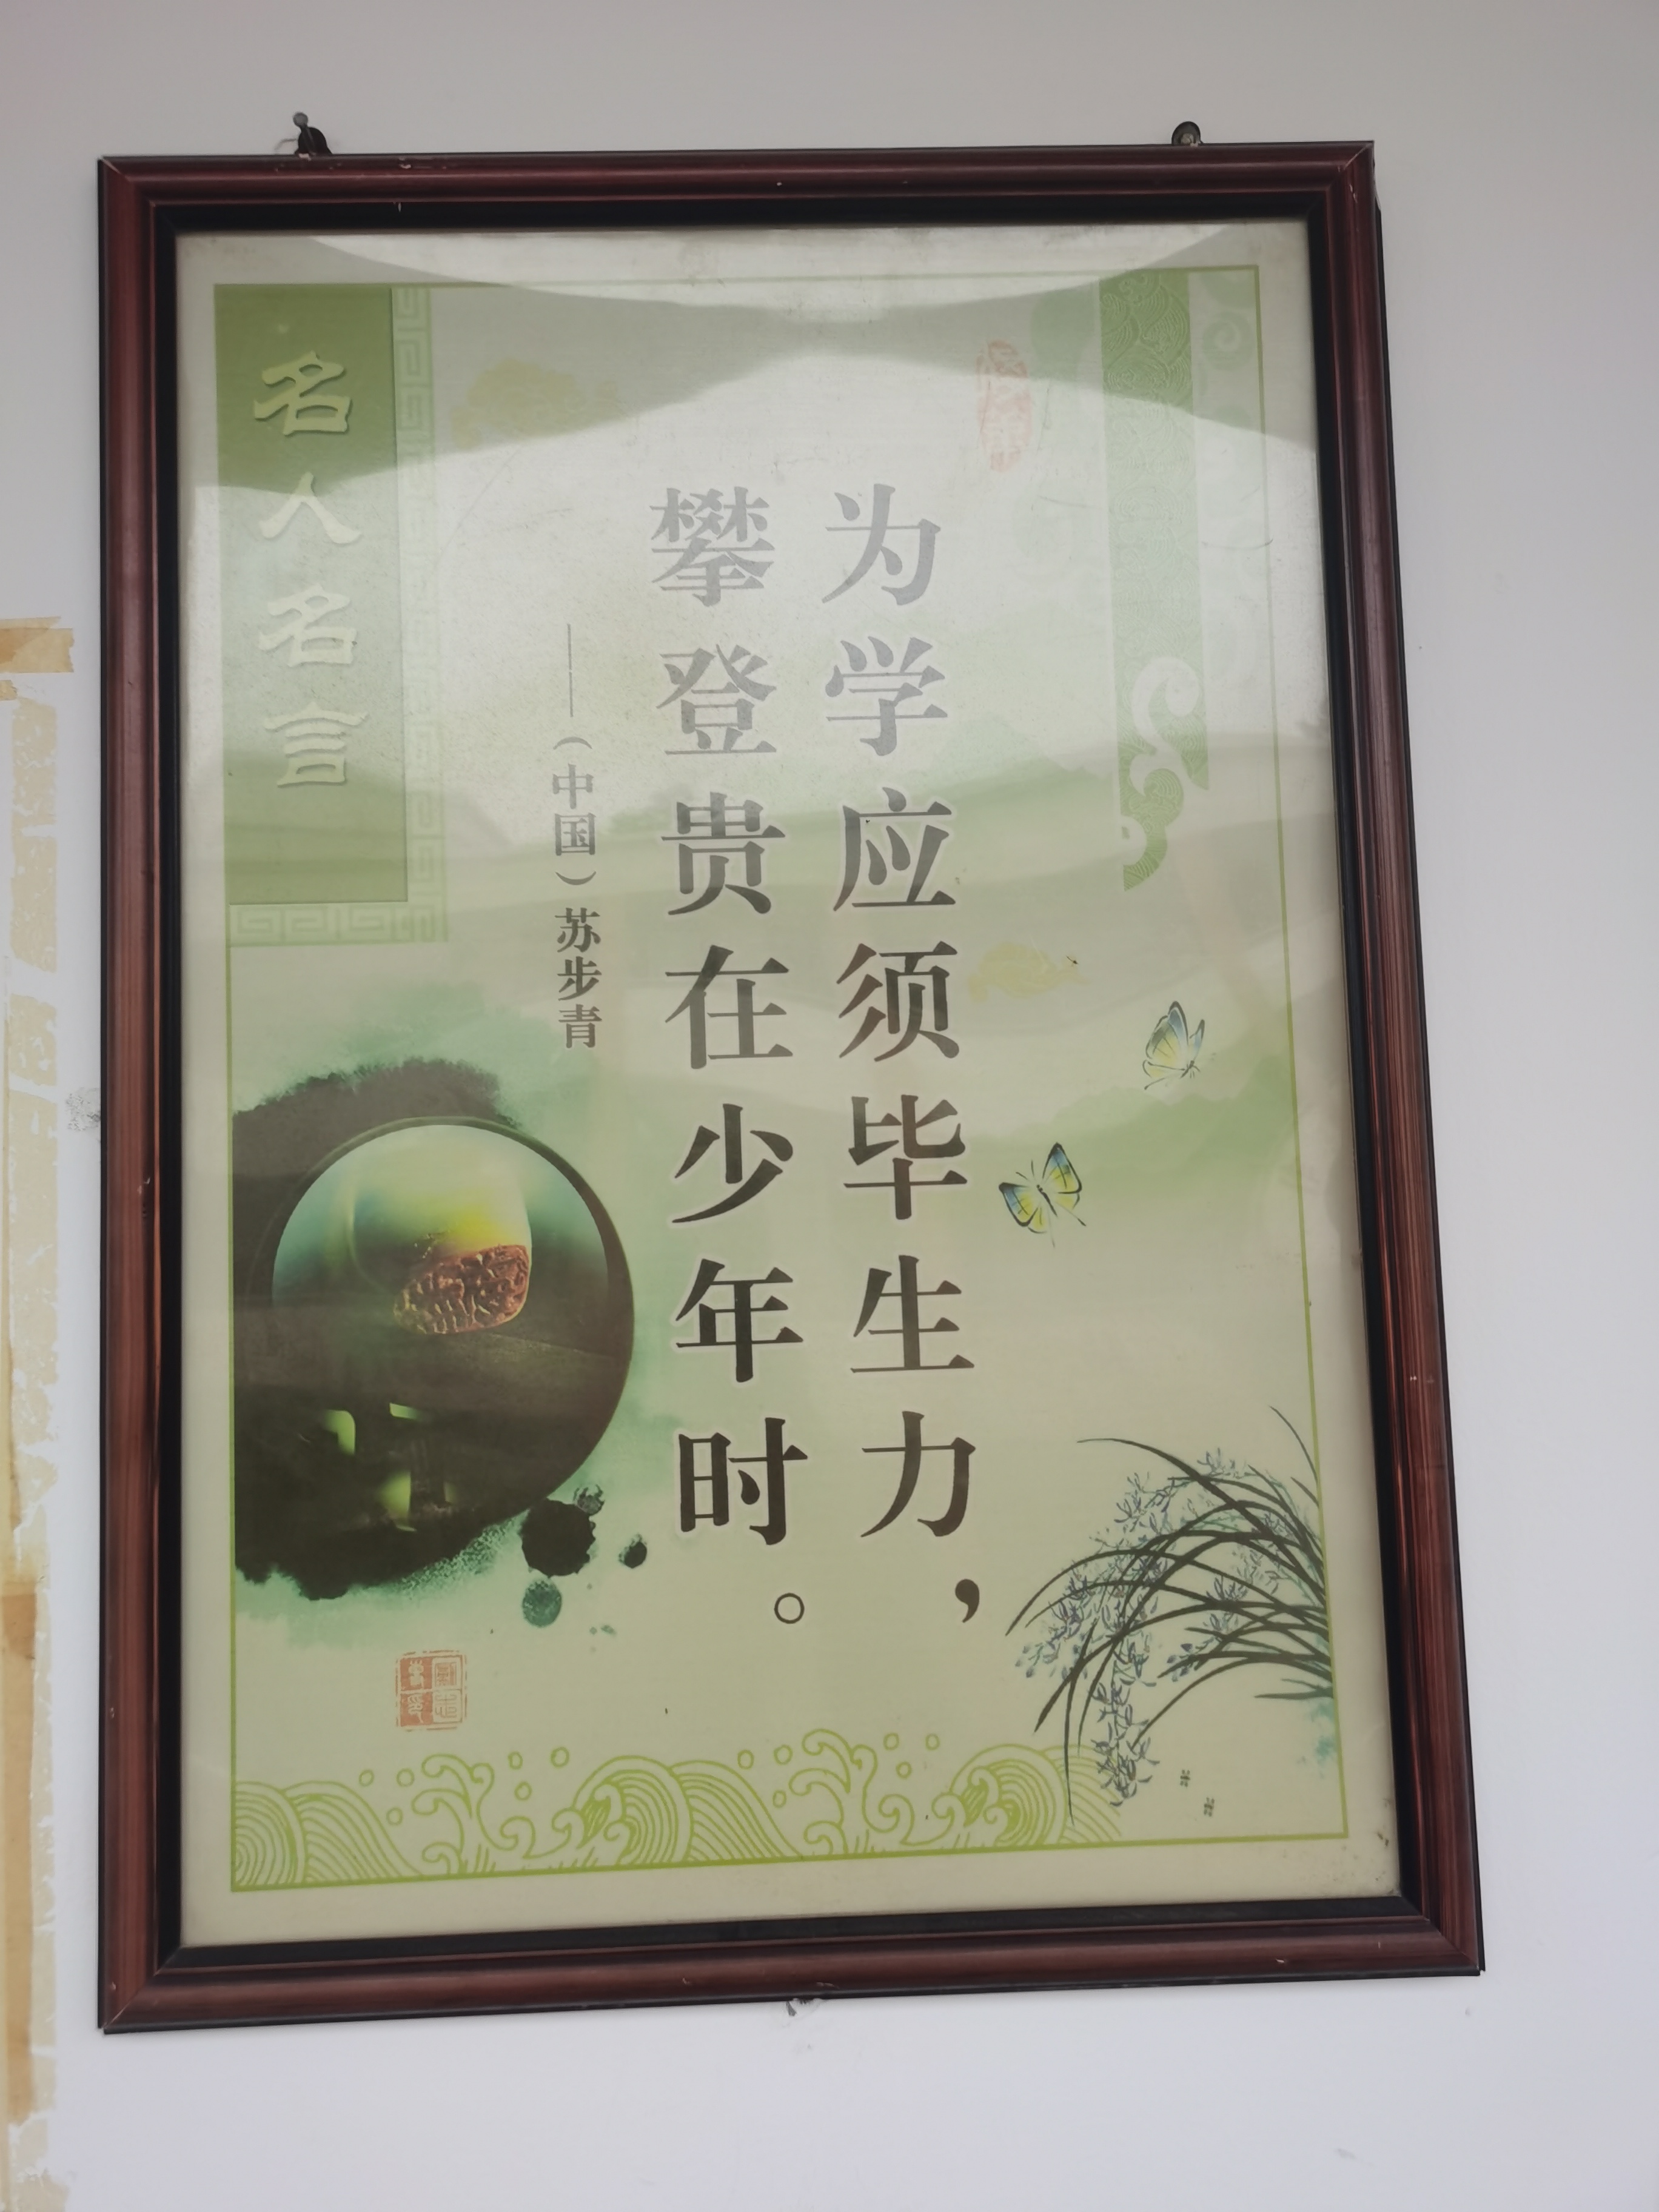 为学应须毕生力，
攀登贵在少年时。
——（中国）苏步青
名人名言